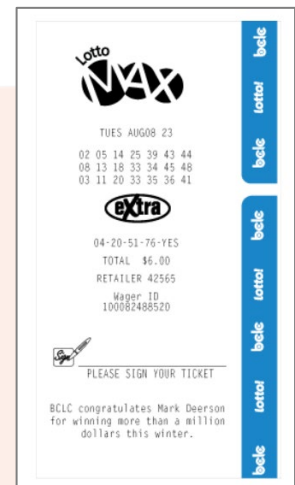 Lotto
MAX
TUES AUG08 23
02 05 14 25 39 43 44
08 13 18 33 34 45 48
03 11 20 33 35 36 41
eXtra
04-20-51-76-YES
TOTAL $6.00
RETAILER 42565
Wager ID
100082488520
Sign
PLEASE SIGN YOUR TICKET
BCLC congratulates Mark Deerson
for winning more than a million
dollars this winter.
bclc
lotto!
bclc
bclc
lotto!
bclc
lotto!
bclc